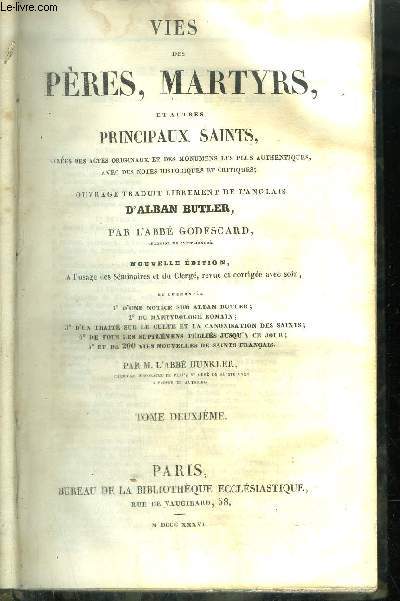 Le-livre.com
VIES
DES
PÈRES, MARTYRS,
ET AUTRES
PRINCIPAUX SAINTS,
TIRÉES DES ACTES ORIGINAUX ET DES MONUMENS LES PLUS AUTHENTIQUES,
AVEC DES NOTES HISTORIQUES ET CRITIQUES;
OUVRAGE TRADUIT LIBREMENT DE L'ANGLAIS
D'ALBAN BUTLER,
PAR L'ABBÉ GODESCARD,
NOUVELLE ÉDITION,
A l'usage des Séminaires et du Clergé, revue et corrigée avec soin,
1° D'UNE NOTICE SUR ALBAN BUTLER;
2° DU MARTYROLOGE ROMAIN;
3° D'UN TRAITÉ SUR LE CULTE ET LA CANONISATION DES SAINTS;
4° DE TOUS LES SUPPLÉMENS PUBLIÉS JUSQU'A CE JOUR;
5° ET DE 200 VIES NOUVELLES DE SAINTS FRANÇAIS.
PAR M. L'ABBÉ HUNKLER,
TOME DEUXIÈME.
PARIS,
BUREAU DE LA BIBLIOTHÈQUE ECCLÉSIASTIQUE,
RUE DE VAUGIRARD, 58,
M DCCC XXXVI